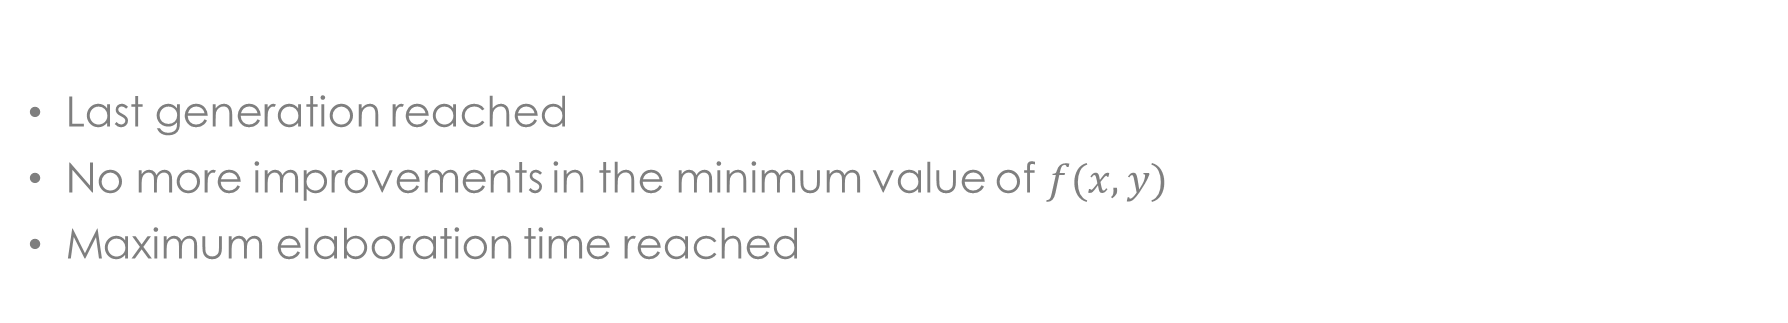 • Last generation reached
• No more improvements in the minimum value of 𝑓(𝑥, 𝑦)
• Maximum elaboration time reached